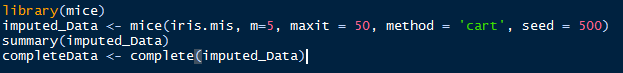 library(mice)
imputed_Data <- mice(iris.mis, m=5, maxit = 50, method = 'cart', seed = 500)
summary(imputed_Data)
completeData <- complete(imputed_Data)